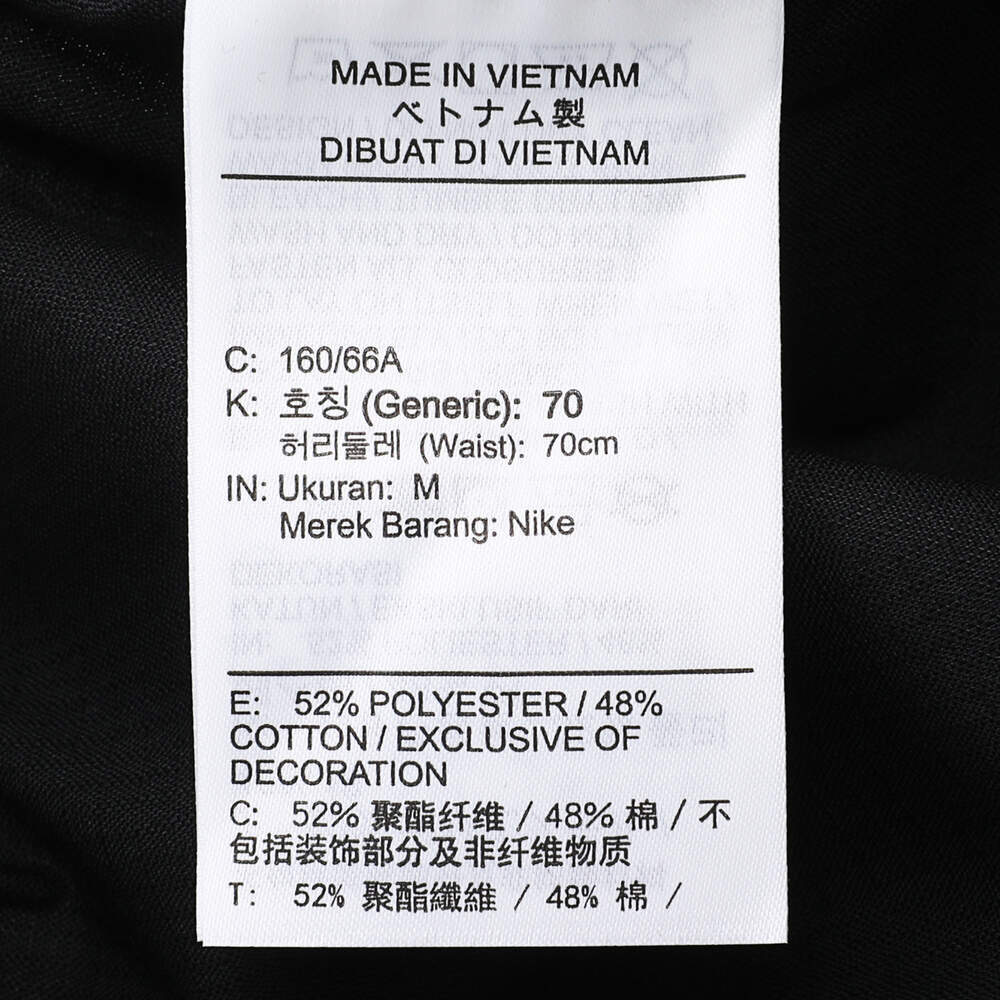 MADE IN VIETNAM
ベトナム製
DIBUAT DI VIETNAM
C: 160/66A
K: 호칭 (Generic): 70
허리둘레 (Waist): 70cm
IN: Ukuran: M
Merek Barang: Nike
E: 52% POLYESTER / 48%
COTTON / EXCLUSIVE OF
DECORATION
C: 52% 聚酯纤维 / 48% 棉 / 不
包括装饰部分及非纤维物质
T: 52% 聚酯纖維 / 48% 棉 /